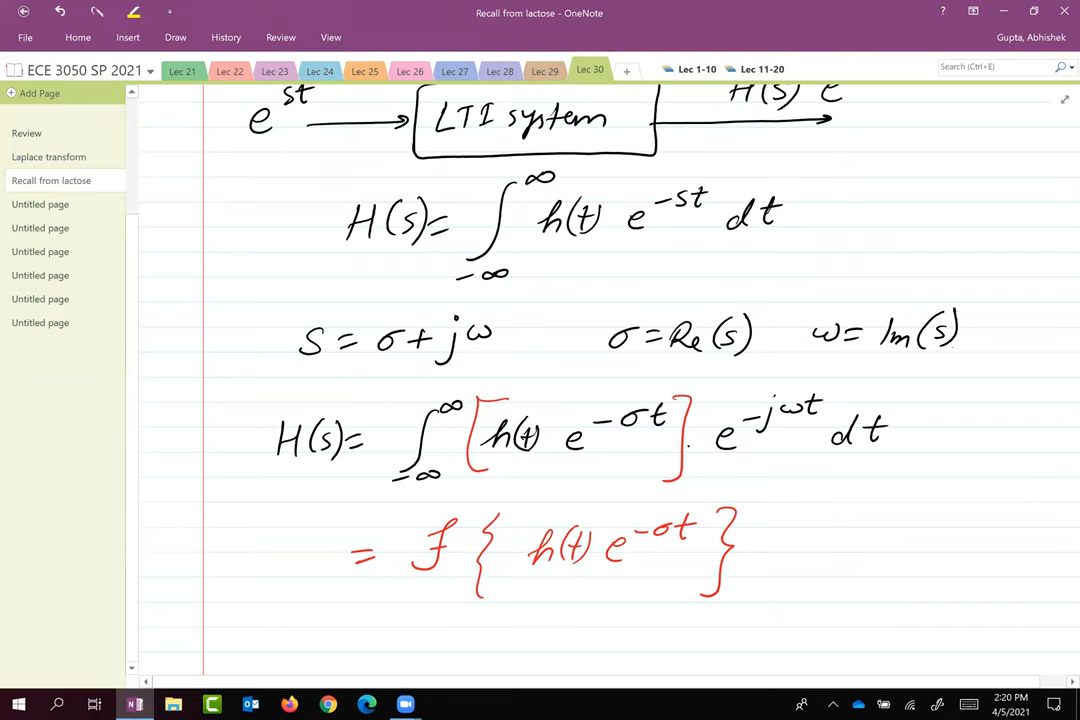 Recall from lactose - OneNote
Gupta, Abhishek
File Home Insert Draw History Review View
ECE 3050 SP 2021 Lec 21 Lec 22 Lec 23 Lec 24 Lec 25 Lec 26 Lec 27 Lec 28 Lec 29 Lec 30 Lec 1-10 Lec 11-20 Search (Ctrl+E)
Add Page
Review
Laplace transform
Recall from lactose
Untitled page
Untitled page
Untitled page
Untitled page
Untitled page
Untitled page
e^{st} → LTI system → H(s) e
H(s) = ∫_{-∞}^{∞} h(t) e^{-st} dt
s = σ + jω σ = Re(s) ω = Im(s).
H(s) = ∫_{-∞}^{∞} [h(t) e^{-σt}] . e^{-jωt} dt
= F { h(t) e^{-σt} }
2:20 PM
4/5/2021